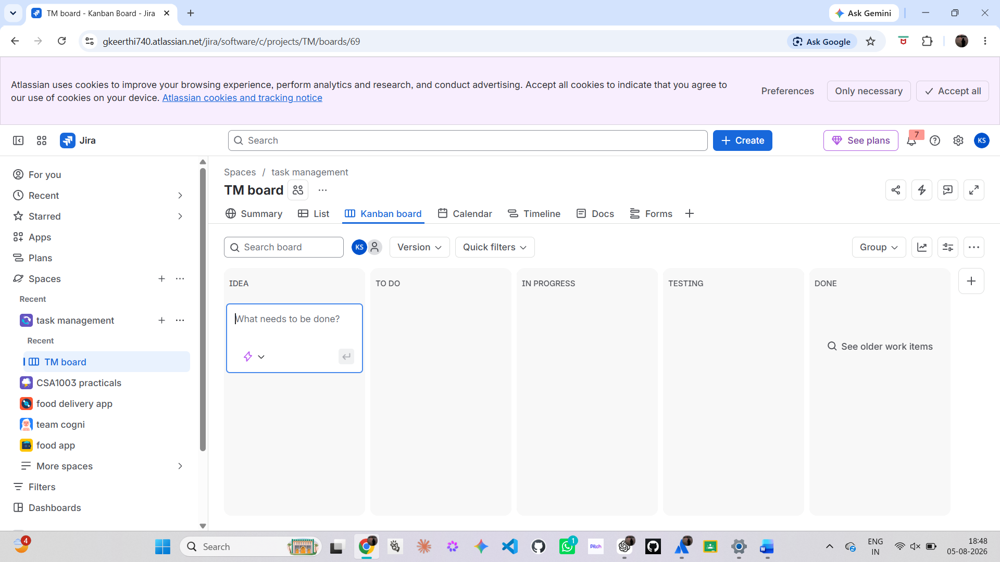 TM board - Kanban Board - Jira
Ask Gemini
gkeerthi740.atlassian.net/jira/software/c/projects/TM/boards/69
Ask Google
Atlassian uses cookies to improve your browsing experience, perform analytics and research, and conduct advertising. Accept all cookies to indicate that you agree to
our use of cookies on your device. Atlassian cookies and tracking notice
Preferences
Only necessary
Accept all
Jira
Search
Create
See plans
7
KS
For you
Recent
Starred
Apps
Plans
Spaces
Recent
task management
Recent
TM board
CSA1003 practicals
food delivery app
team cogni
food app
More spaces
Filters
Dashboards
Spaces / task management
TM board
Summary
List
Kanban board
Calendar
Timeline
Docs
Forms
Search board
KS
Version
Quick filters
Group
IDEA
TO DO
IN PROGRESS
TESTING
DONE
What needs to be done?
See older work items
4
Search
1
Pitch
W
ENG
IN
18:48
05-08-2026